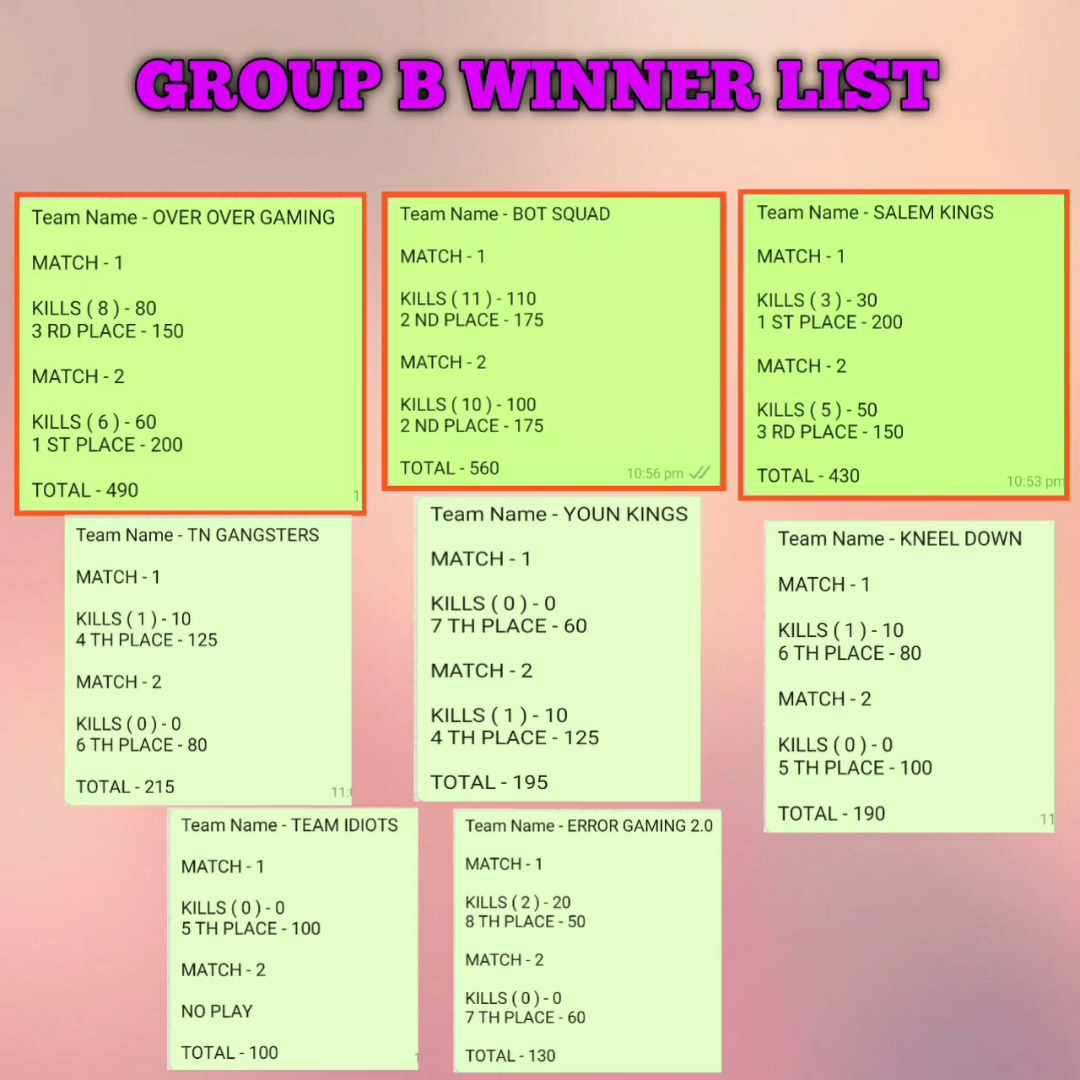 GROUP B WINNER LIST
Team Name - OVER OVER GAMING
MATCH - 1
KILLS ( 8 ) - 80
3 RD PLACE - 150
MATCH - 2
KILLS ( 6 ) - 60
1 ST PLACE - 200
TOTAL - 490
1
Team Name - BOT SQUAD
MATCH - 1
KILLS ( 11 ) - 110
2 ND PLACE - 175
MATCH - 2
KILLS ( 10 ) - 100
2 ND PLACE - 175
TOTAL - 560
10:56 pm
Team Name - SALEM KINGS
MATCH - 1
KILLS ( 3 ) - 30
1 ST PLACE - 200
MATCH - 2
KILLS ( 5 ) - 50
3 RD PLACE - 150
TOTAL - 430
10:53 pm
Team Name - TN GANGSTERS
MATCH - 1
KILLS ( 1 ) - 10
4 TH PLACE - 125
MATCH - 2
KILLS ( 0 ) - 0
6 TH PLACE - 80
TOTAL - 215
11:
Team Name - YOUN KINGS
MATCH - 1
KILLS ( 0 ) - 0
7 TH PLACE - 60
MATCH - 2
KILLS ( 1 ) - 10
4 TH PLACE - 125
TOTAL - 195
Team Name - KNEEL DOWN
MATCH - 1
KILLS ( 1 ) - 10
6 TH PLACE - 80
MATCH - 2
KILLS ( 0 ) - 0
5 TH PLACE - 100
TOTAL - 190
11
Team Name - TEAM IDIOTS
MATCH - 1
KILLS ( 0 ) - 0
5 TH PLACE - 100
MATCH - 2
NO PLAY
TOTAL - 100
1
Team Name - ERROR GAMING 2.0
MATCH - 1
KILLS ( 2 ) - 20
8 TH PLACE - 50
MATCH - 2
KILLS ( 0 ) - 0
7 TH PLACE - 60
TOTAL - 130